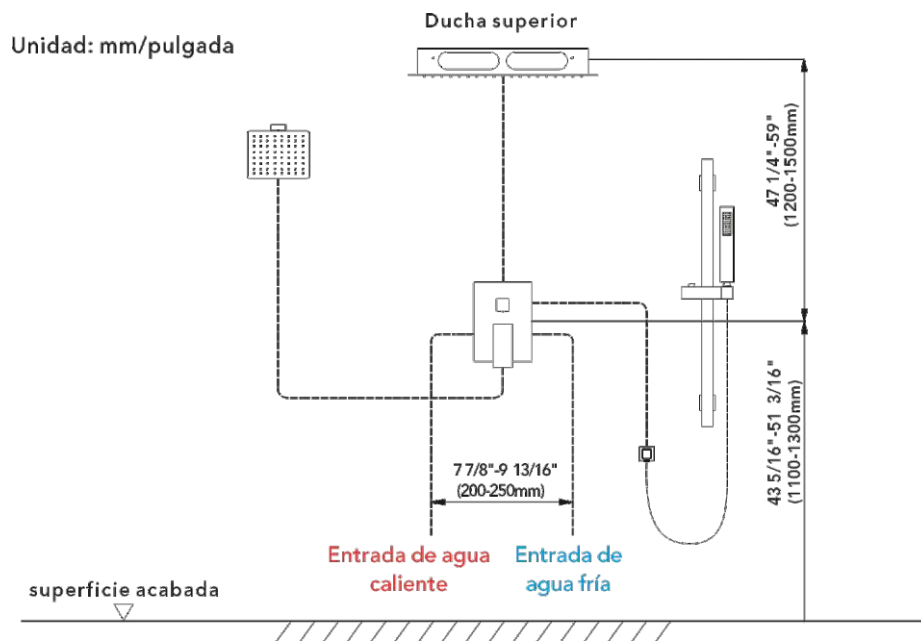 Ducha superior
Unidad: mm/pulgada
47 1/4"-59"
(1200-1500mm)
43 5/16"-51 3/16"
(1100-1300mm)
7 7/8"-9 13/16"
(200-250mm)
Entrada de agua
caliente
Entrada de
agua fría
superficie acabada